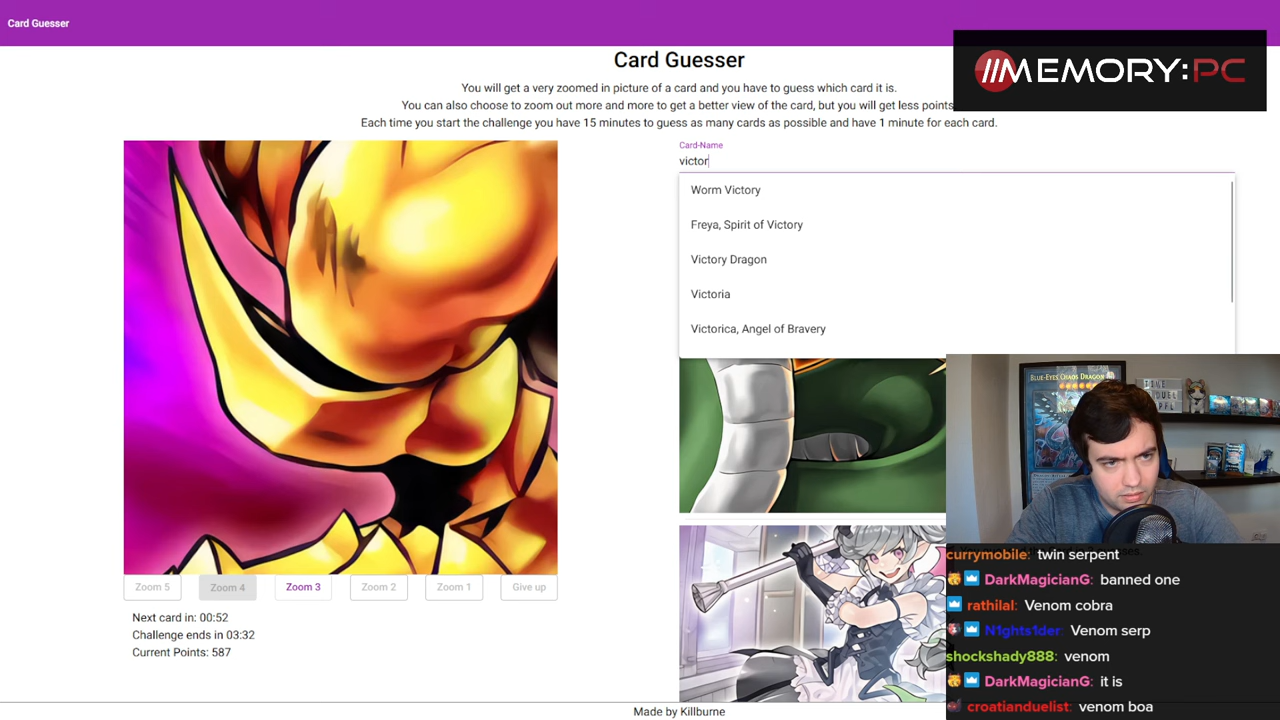 Card Guesser
Card Guesser
You will get a very zoomed in picture of a card and you have to guess which card it is.
You can also choose to zoom out more and more to get a better view of the card, but you will get less points
Each time you start the challenge you have 15 minutes to guess as many cards as possible and have 1 minute for each card.
//MEMORY:PC
Card-Name
victor
Worm Victory
Freya, Spirit of Victory
Victory Dragon
Victoria
Victorica, Angel of Bravery
BLUE-EYES CHAOS DRAGON
Zoom 5
Zoom 4
Zoom 3
Zoom 2
Zoom 1
Give up
Next card in: 00:52
Challenge ends in 03:32
Current Points: 587
currymobile: twin serpent
DarkMagicianG: banned one
rathilal: Venom cobra
N1ghts1der: Venom serp
shockshady888: venom
DarkMagicianG: it is
croatianduelist: venom boa
Made by Killburne